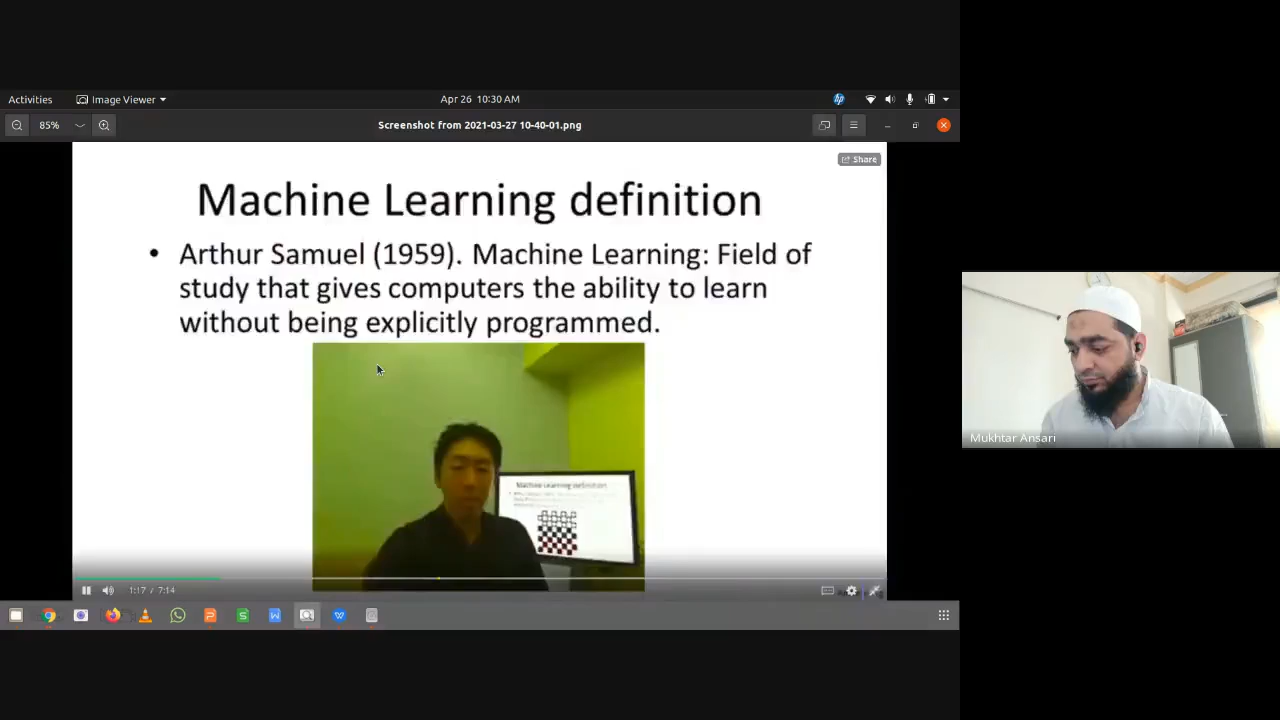 Activities
Image Viewer
Apr 26 10:30 AM
hp
85%
Screenshot from 2021-03-27 10-40-01.png
Share
Machine Learning definition
• Arthur Samuel (1959). Machine Learning: Field of
study that gives computers the ability to learn
without being explicitly programmed.
Machine Learning definition
1:17 / 7:14
Mukhtar Ansari